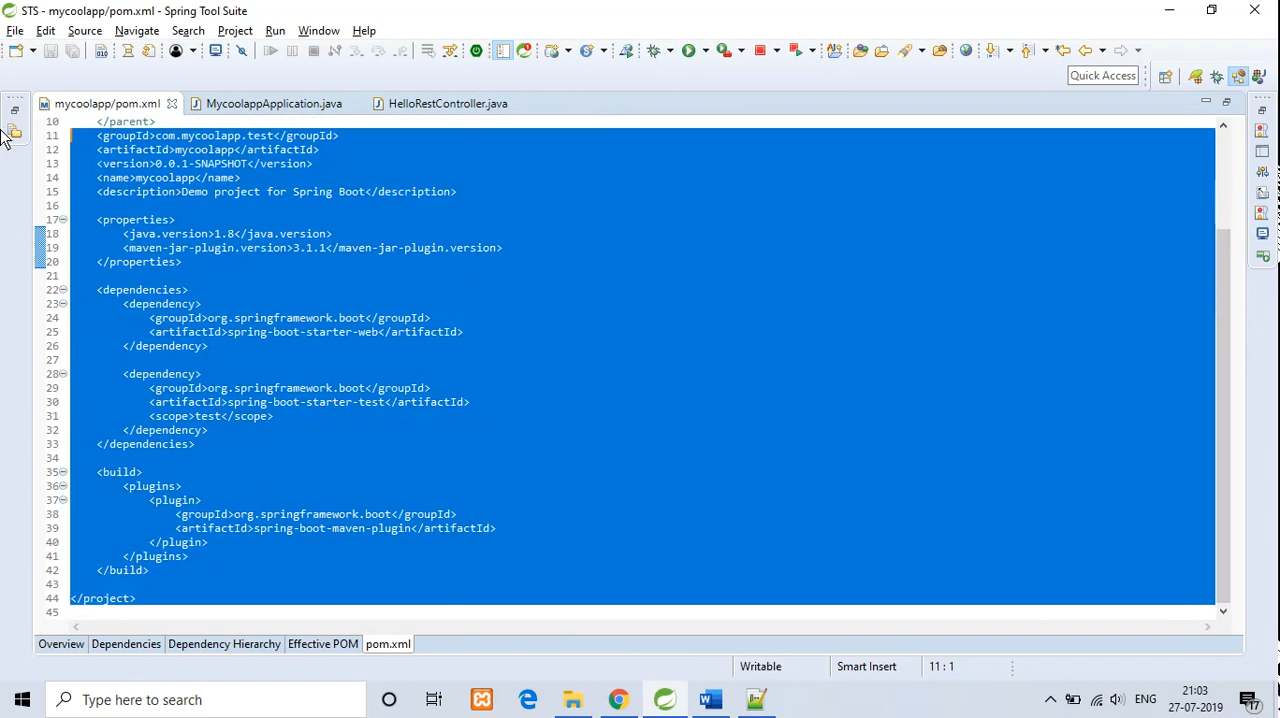 STS - mycoolapp/pom.xml - Spring Tool Suite
File Edit Source Navigate Search Project Run Window Help
Quick Access
mycoolapp/pom.xml MycoolappApplication.java HelloRestController.java
10 </parent>
11 <groupId>com.mycoolapp.test</groupId>
12 <artifactId>mycoolapp</artifactId>
13 <version>0.0.1-SNAPSHOT</version>
14 <name>mycoolapp</name>
15 <description>Demo project for Spring Boot</description>
16
17 <properties>
18 <java.version>1.8</java.version>
19 <maven-jar-plugin.version>3.1.1</maven-jar-plugin.version>
20 </properties>
21
22 <dependencies>
23 <dependency>
24 <groupId>org.springframework.boot</groupId>
25 <artifactId>spring-boot-starter-web</artifactId>
26 </dependency>
27
28 <dependency>
29 <groupId>org.springframework.boot</groupId>
30 <artifactId>spring-boot-starter-test</artifactId>
31 <scope>test</scope>
32 </dependency>
33 </dependencies>
34
35 <build>
36 <plugins>
37 <plugin>
38 <groupId>org.springframework.boot</groupId>
39 <artifactId>spring-boot-maven-plugin</artifactId>
40 </plugin>
41 </plugins>
42 </build>
43
44 </project>
45
Overview Dependencies Dependency Hierarchy Effective POM pom.xml
Writable Smart Insert 11 : 1
Type here to search
ENG
21:03
27-07-2019
17